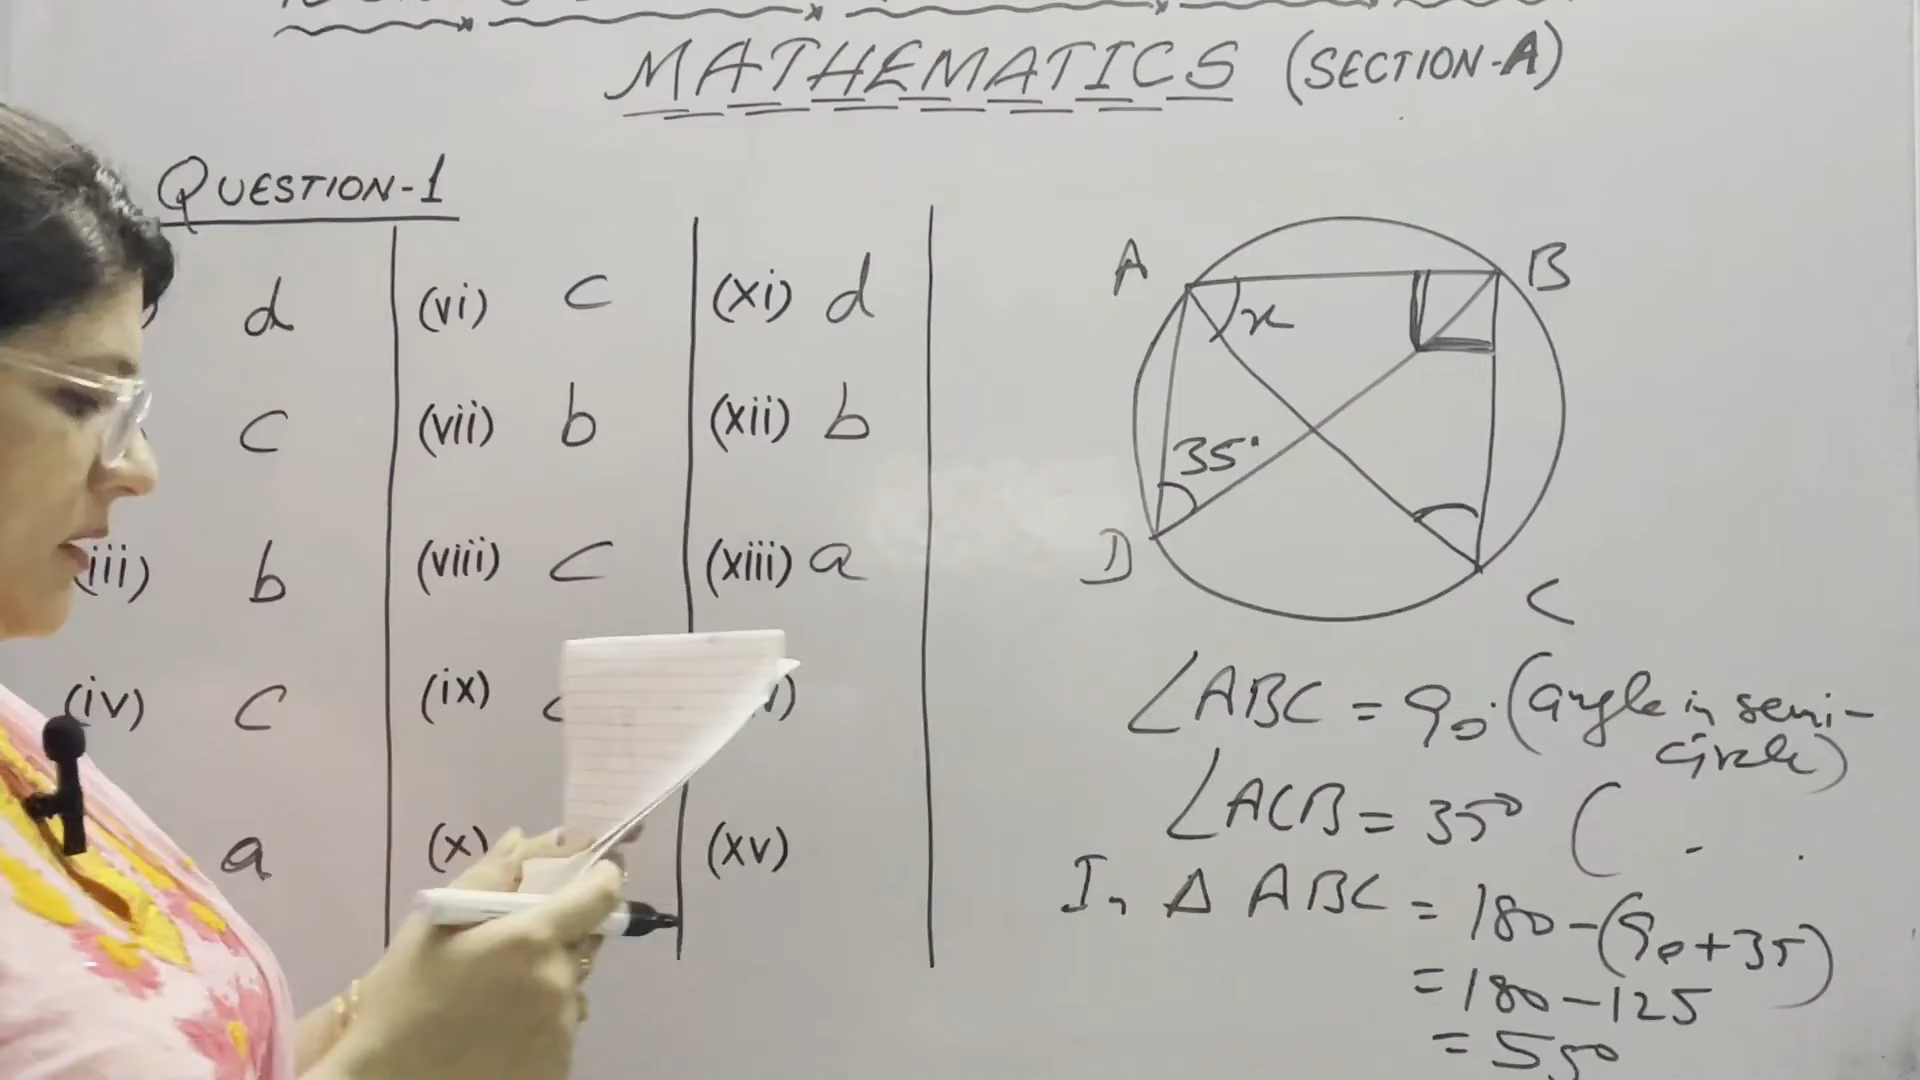 MATHEMATICS (SECTION-A)
QUESTION-1
d
c
(iii) b
(iv) c
a
(vi) c
(vii) b
(viii) c
(ix)
(x)
(xi) d
(xii) b
(xiii) a
(xv)
A
B
x
35°
D
C
∠ABC = 90° (angle in semi-
circle)
∠ACB = 35° (
In Δ ABC = 180-(90+35)
= 180-125
= 55°